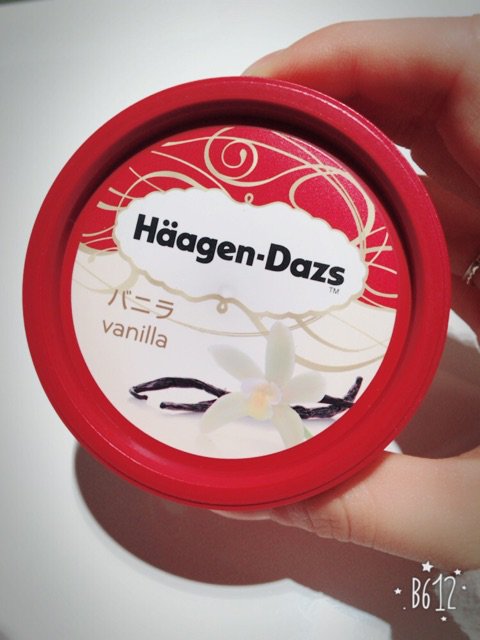 Häagen-Dazs
TM
バニラ
vanilla
B612